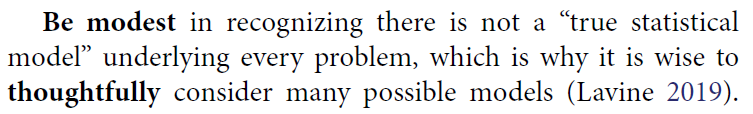 Be modest in recognizing there is not a “true statistical
model” underlying every problem, which is why it is wise to
thoughtfully consider many possible models (Lavine 2019).